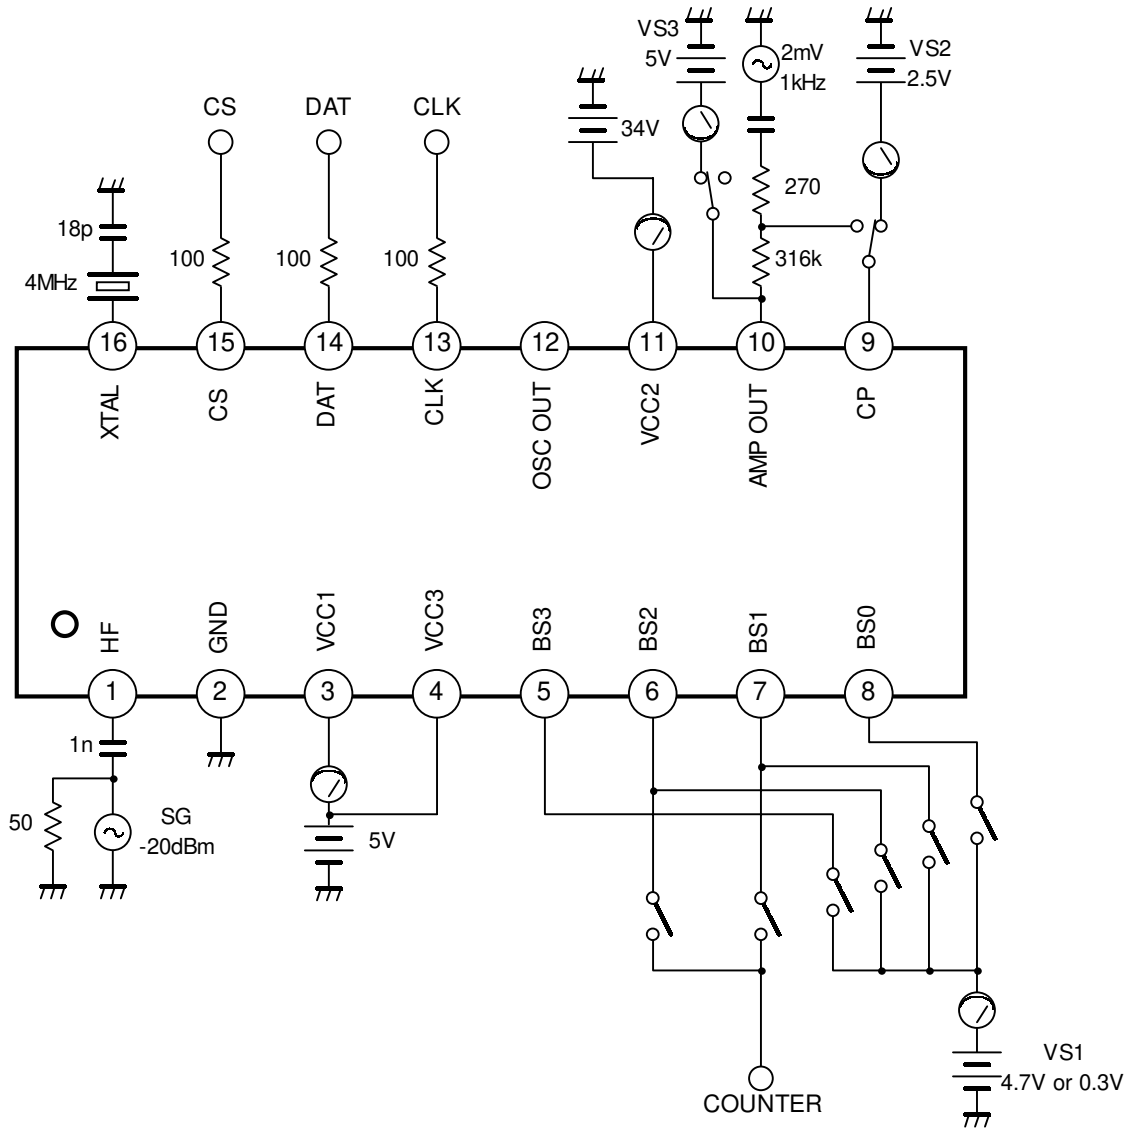 VS3
5V
2mV
1kHz
VS2
2.5V
CS
DAT
CLK
34V
18p
4MHz
100
100
100
270
316k
16
15
14
13
12
11
10
9
XTAL
CS
DAT
CLK
OSC OUT
VCC2
AMP OUT
CP
HF
GND
VCC1
VCC3
BS3
BS2
BS1
BS0
1
2
3
4
5
6
7
8
1n
50
SG
-20dBm
5V
VS1
4.7V or 0.3V
COUNTER